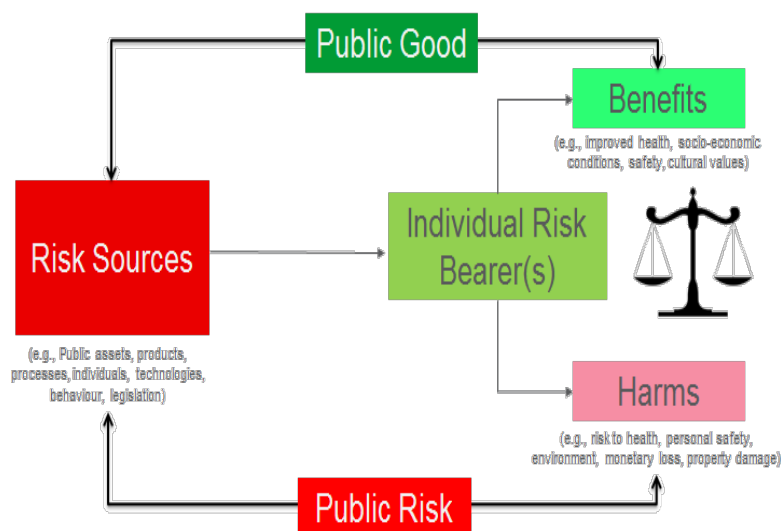 Public Good
Benefits
(e.g., improved health, socio-economic
conditions, safety, cultural values)
Risk Sources
(e.g., Public assets, products,
processes, individuals, technologies,
behaviour, legislation)
Individual Risk
Bearer(s)
Harms
(e.g., risk to health, personal safety,
environment, monetary loss, property damage)
Public Risk